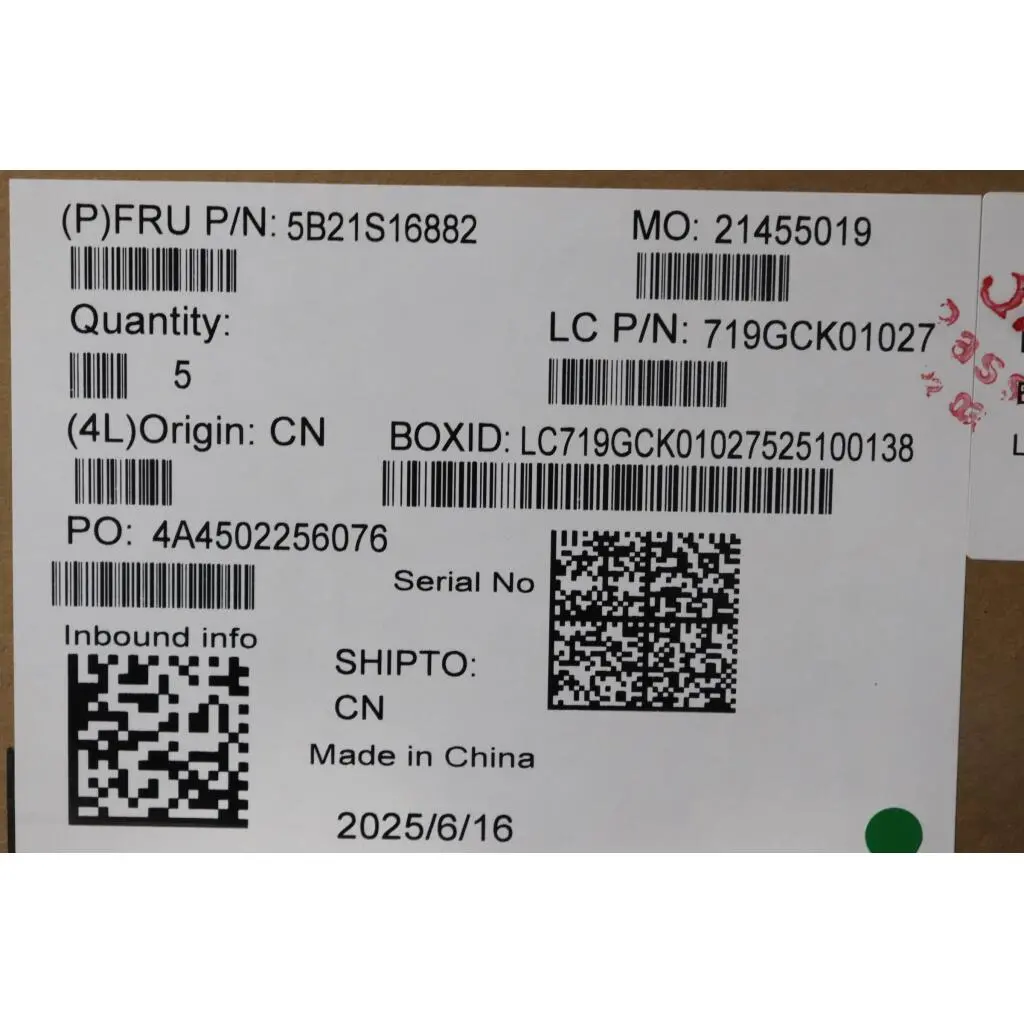 (P)FRU P/N: 5B21S16882
MO: 21455019
Quantity:
5
LC P/N: 719GCK01027
(4L)Origin: CN
BOXID: LC719GCK01027525100138
PO: 4A4502256076
Serial No
Inbound info
SHIPTO:
CN
Made in China
2025/6/16